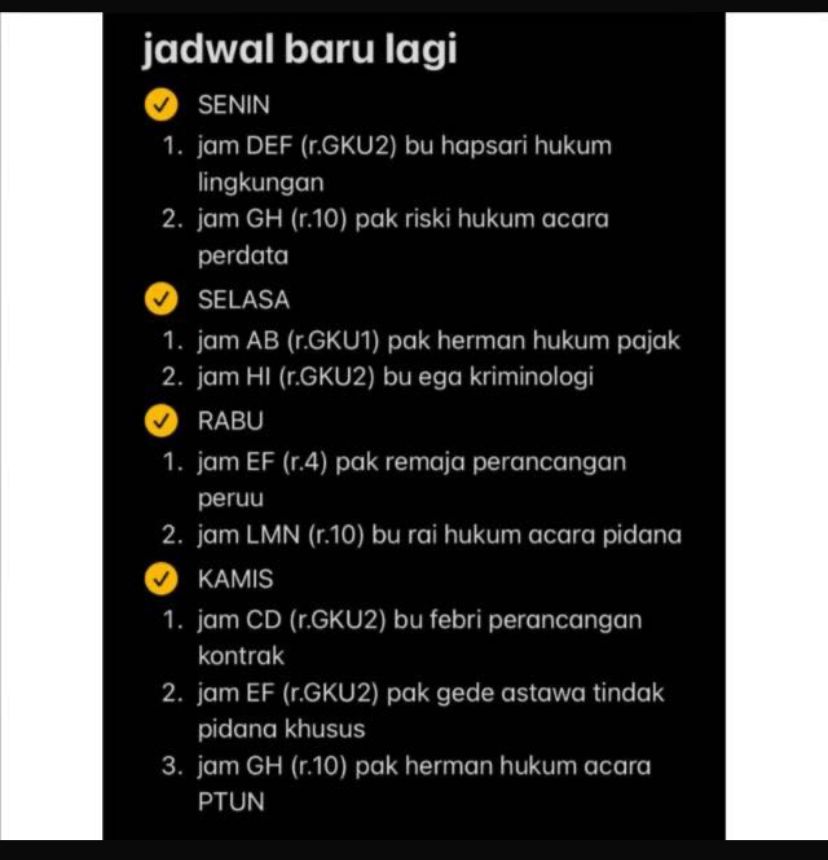 jadwal baru lagi
SENIN
1. jam DEF (r.GKU2) bu hapsari hukum
lingkungan
2. jam GH (r.10) pak riski hukum acara
perdata
SELASA
1. jam AB (r.GKU1) pak herman hukum pajak
2. jam HI (r.GKU2) bu ega kriminologi
RABU
1. jam EF (r.4) pak remaja perancangan
peruu
2. jam LMN (r.10) bu rai hukum acara pidana
KAMIS
1. jam CD (r.GKU2) bu febri perancangan
kontrak
2. jam EF (r.GKU2) pak gede astawa tindak
pidana khusus
3. jam GH (r.10) pak herman hukum acara
PTUN